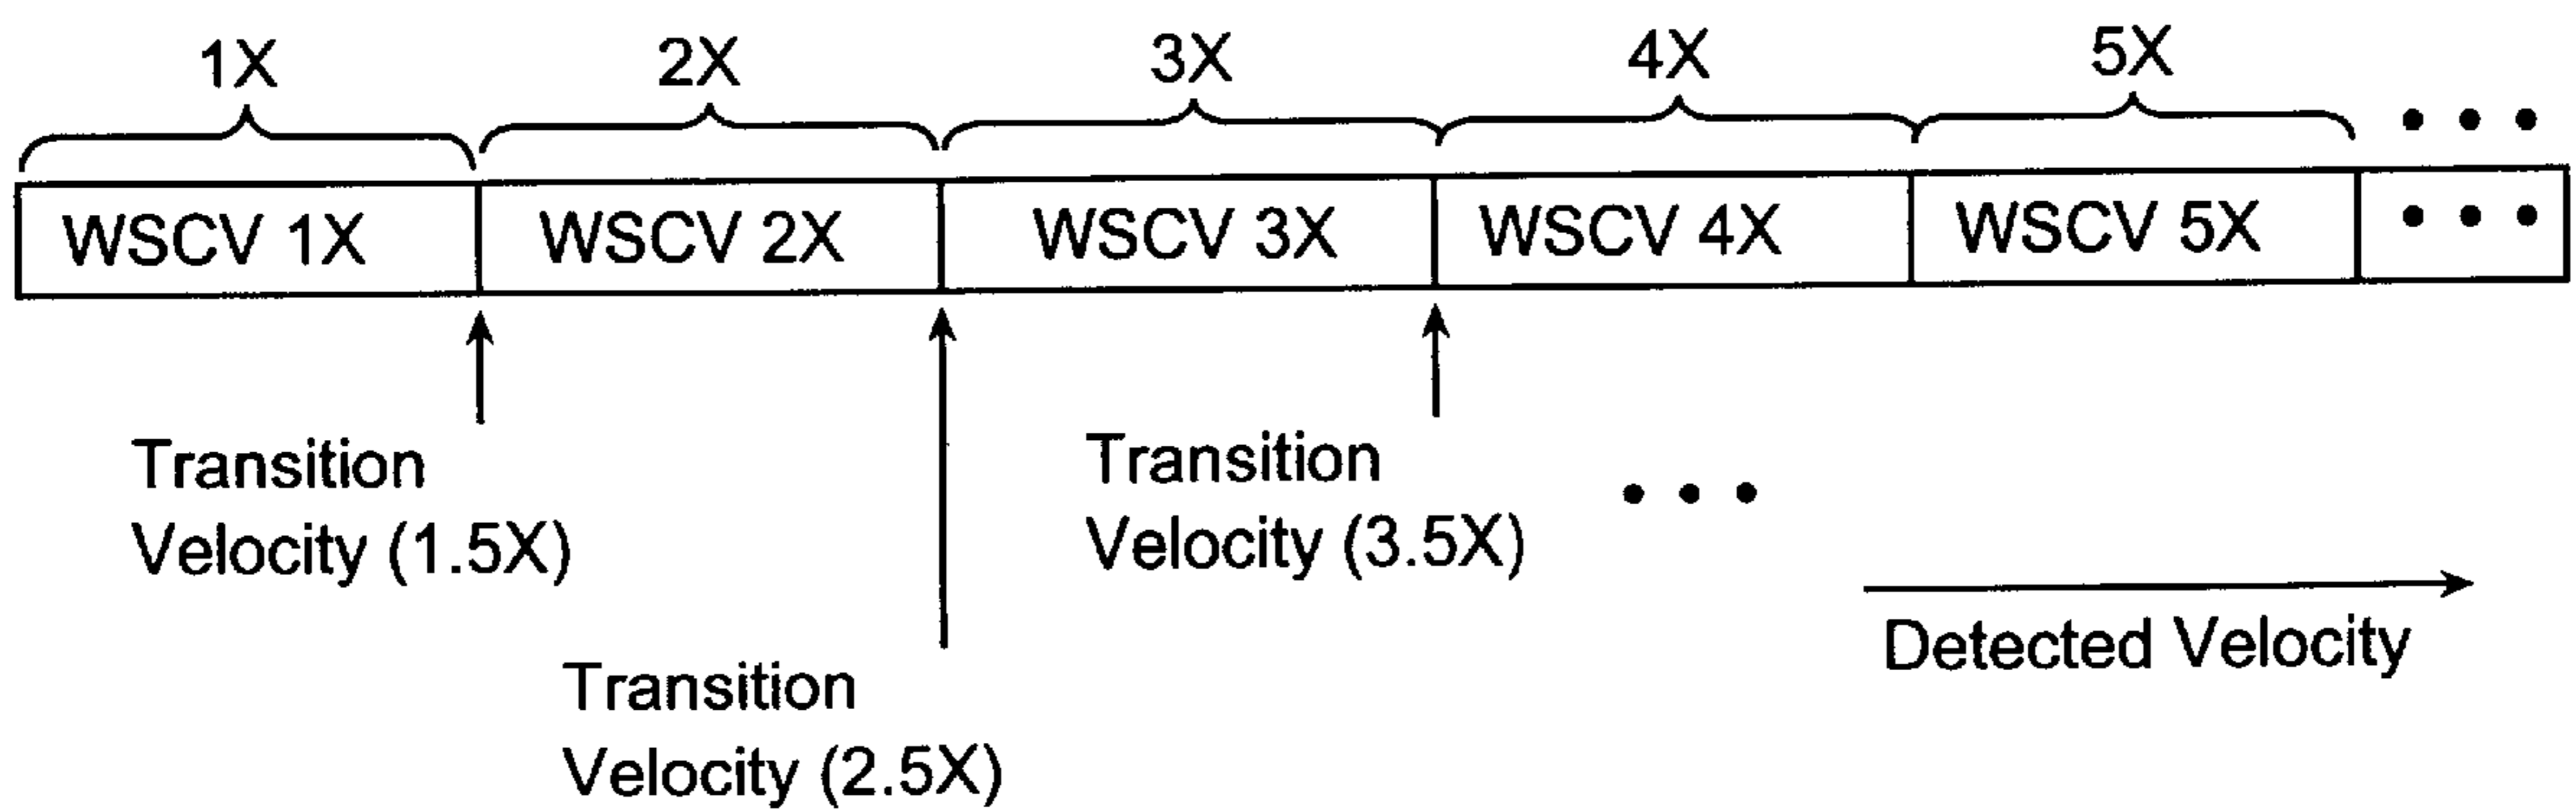 1X 2X 3X 4X 5X • • •
WSCV 1X WSCV 2X WSCV 3X WSCV 4X WSCV 5X • • •
Transition
Velocity (1.5X)
Transition
Velocity (2.5X)
Transition
Velocity (3.5X)
• • •
Detected Velocity